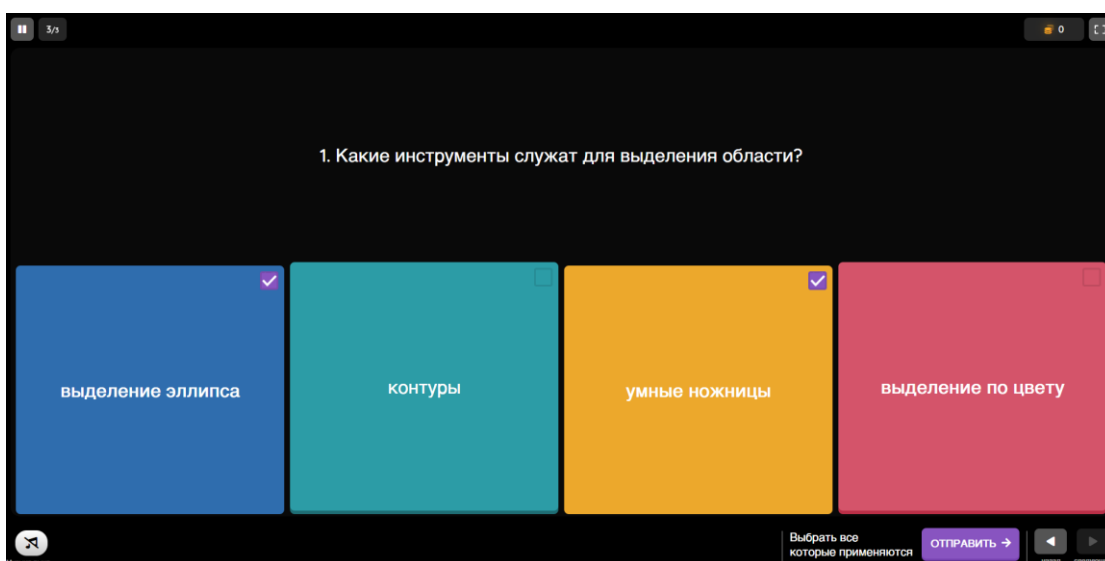 3/3
0
1. Какие инструменты служат для выделения области?
выделение эллипса
контуры
умные ножницы
выделение по цвету
Выбрать все
которые применяются
ОТПРАВИТЬ →